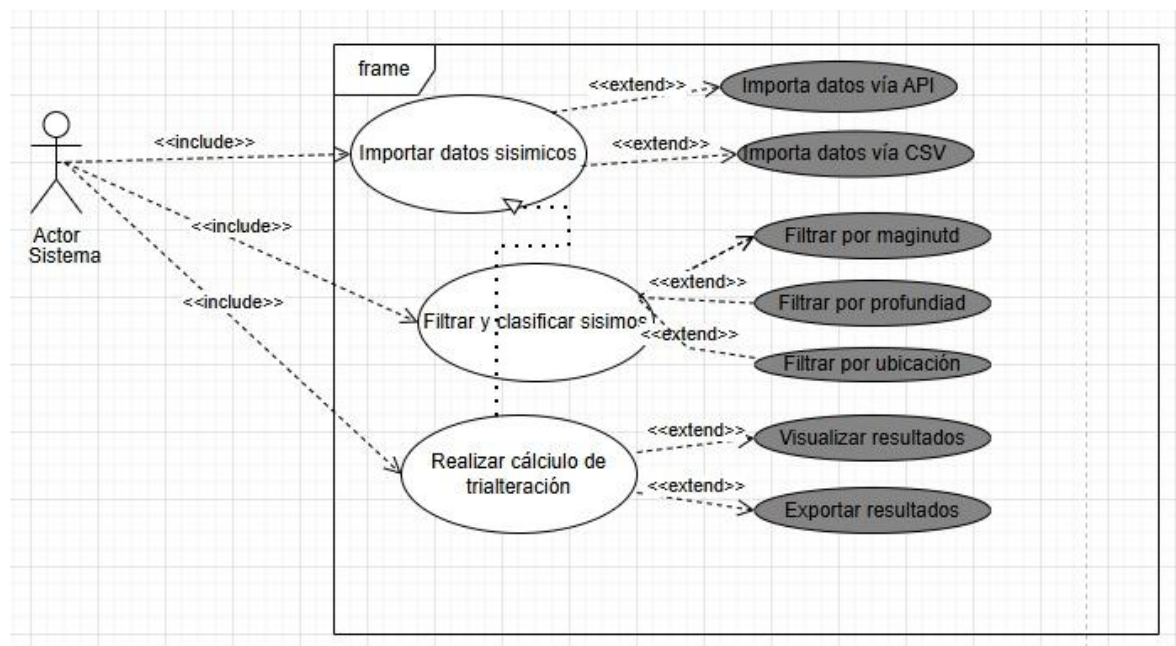 frame
<<extend>>
Importa datos vía API
<<include>>
Importar datos sisimicos
<<extend>>
Importa datos vía CSV
Actor
Sistema
<<include>>
Filtrar por maginutd
<<extend>>
<<include>>
Filtrar por profundiad
Filtrar y clasificar sisimos
<<extend>>
Filtrar por ubicación
<<extend>>
Visualizar resultados
Realizar cálciulo de
trialteración
<<extend>>
Exportar resultados